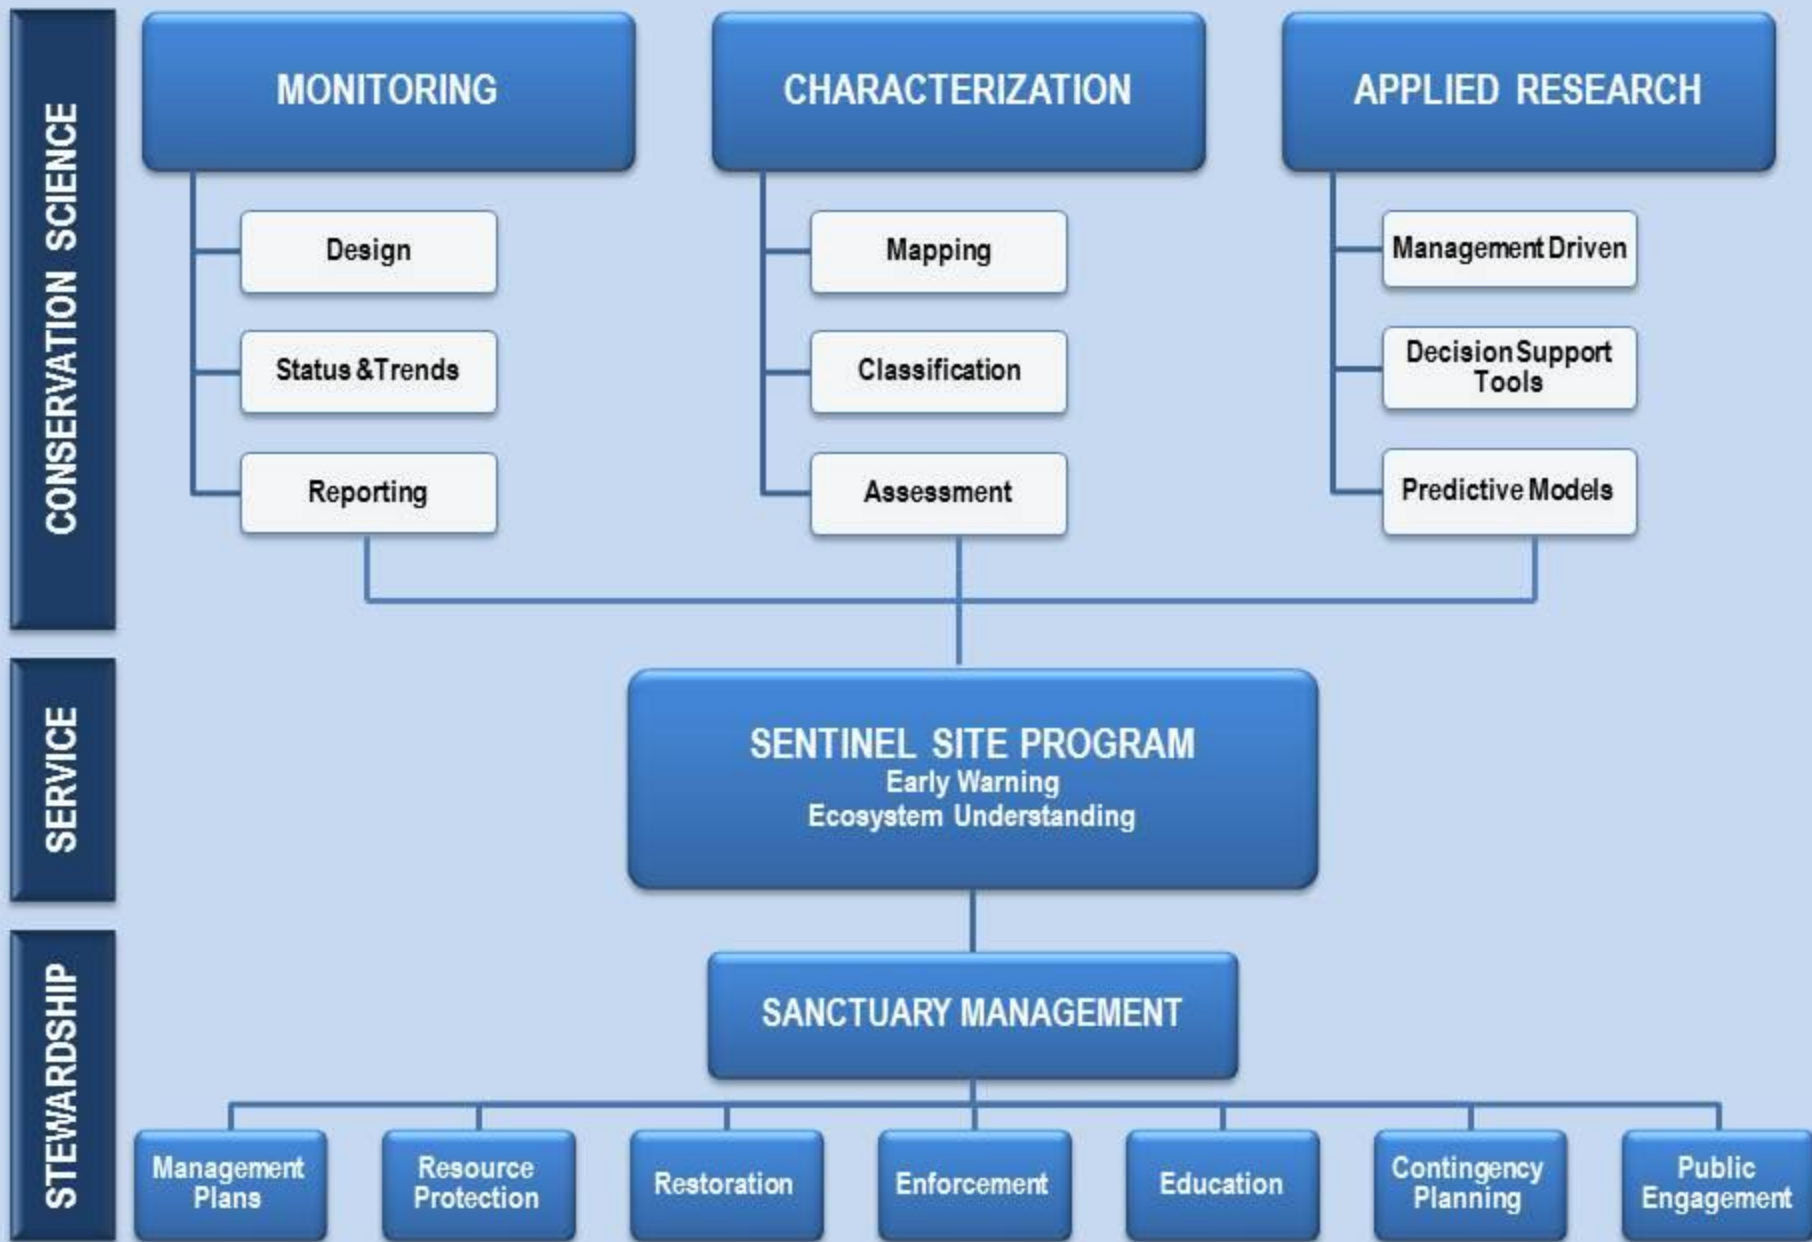 CONSERVATION SCIENCE
MONITORING
Design
Status & Trends
Reporting
CHARACTERIZATION
Mapping
Classification
Assessment
APPLIED RESEARCH
Management Driven
Decision Support
Tools
Predictive Models
SERVICE
SENTINEL SITE PROGRAM
Early Warning
Ecosystem Understanding
STEWARDSHIP
SANCTUARY MANAGEMENT
Management
Plans
Resource
Protection
Restoration
Enforcement
Education
Contingency
Planning
Public
Engagement